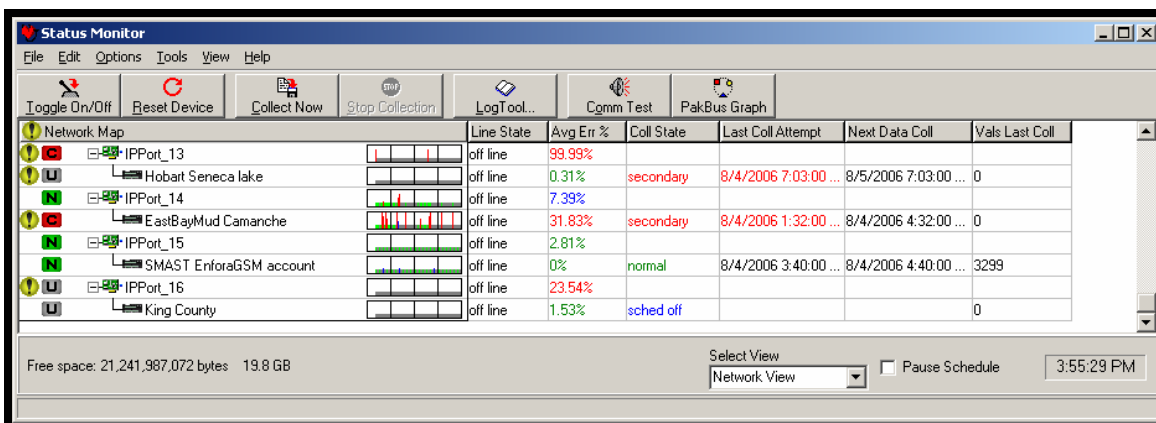 Status Monitor
File Edit Options Tools View Help
Toggle On/Off Reset Device Collect Now STOP Stop Collection LogTool... Comm Test PakBus Graph
Network Map Line State Avg Err % Coll State Last Coll Attempt Next Data Coll Vals Last Coll
C IPPort_13 off line 99.99%
U Hobart Seneca lake off line 0.31% secondary 8/4/2006 7:03:00 ... 8/5/2006 7:03:00 ... 0
N IPPort_14 off line 7.39%
C EastBayMud Camanche off line 31.83% secondary 8/4/2006 1:32:00 ... 8/4/2006 4:32:00 ... 0
N IPPort_15 off line 2.81%
N SMAST EnforaGSM account off line 0% normal 8/4/2006 3:40:00 ... 8/4/2006 4:40:00 ... 3299
U IPPort_16 off line 23.54%
U King County off line 1.53% sched off 0
Free space: 21,241,987,072 bytes 19.8 GB
Select View
Network View
Pause Schedule
3:55:29 PM